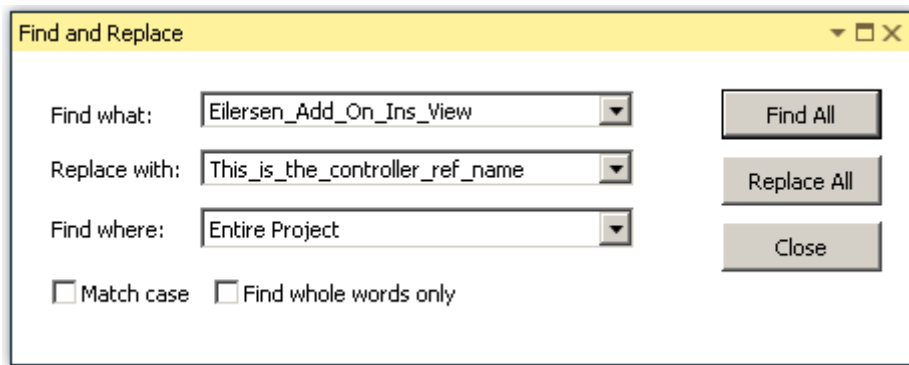 Find and Replace
Find what: Eilersen_Add_On_Ins_View Find All
Replace with: This_is_the_controller_ref_name Replace All
Find where: Entire Project Close
Match case Find whole words only